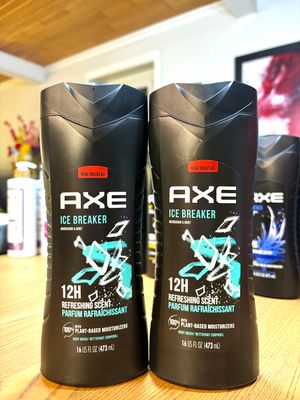 NEW/NOUVEAU
AXE
ICE BREAKER
MANDARIN & MINT
12H
REFRESHING SCENT
PARFUM RAFRAÎCHISSANT
100% WITH PLANT-BASED MOISTURIZERS
BODY WASH/ NETTOYANT CORPOREL
16 US FL OZ (473 mL)
NEW/NOUVEAU
AXE
ICE BREAKER
MANDARIN & MINT
12H
REFRESHING SCENT
PARFUM RAFRAÎCHISSANT
100% WITH PLANT-BASED MOISTURIZERS
BODY WASH/ NETTOYANT CORPOREL
16 US FL OZ (473 mL)
AXE